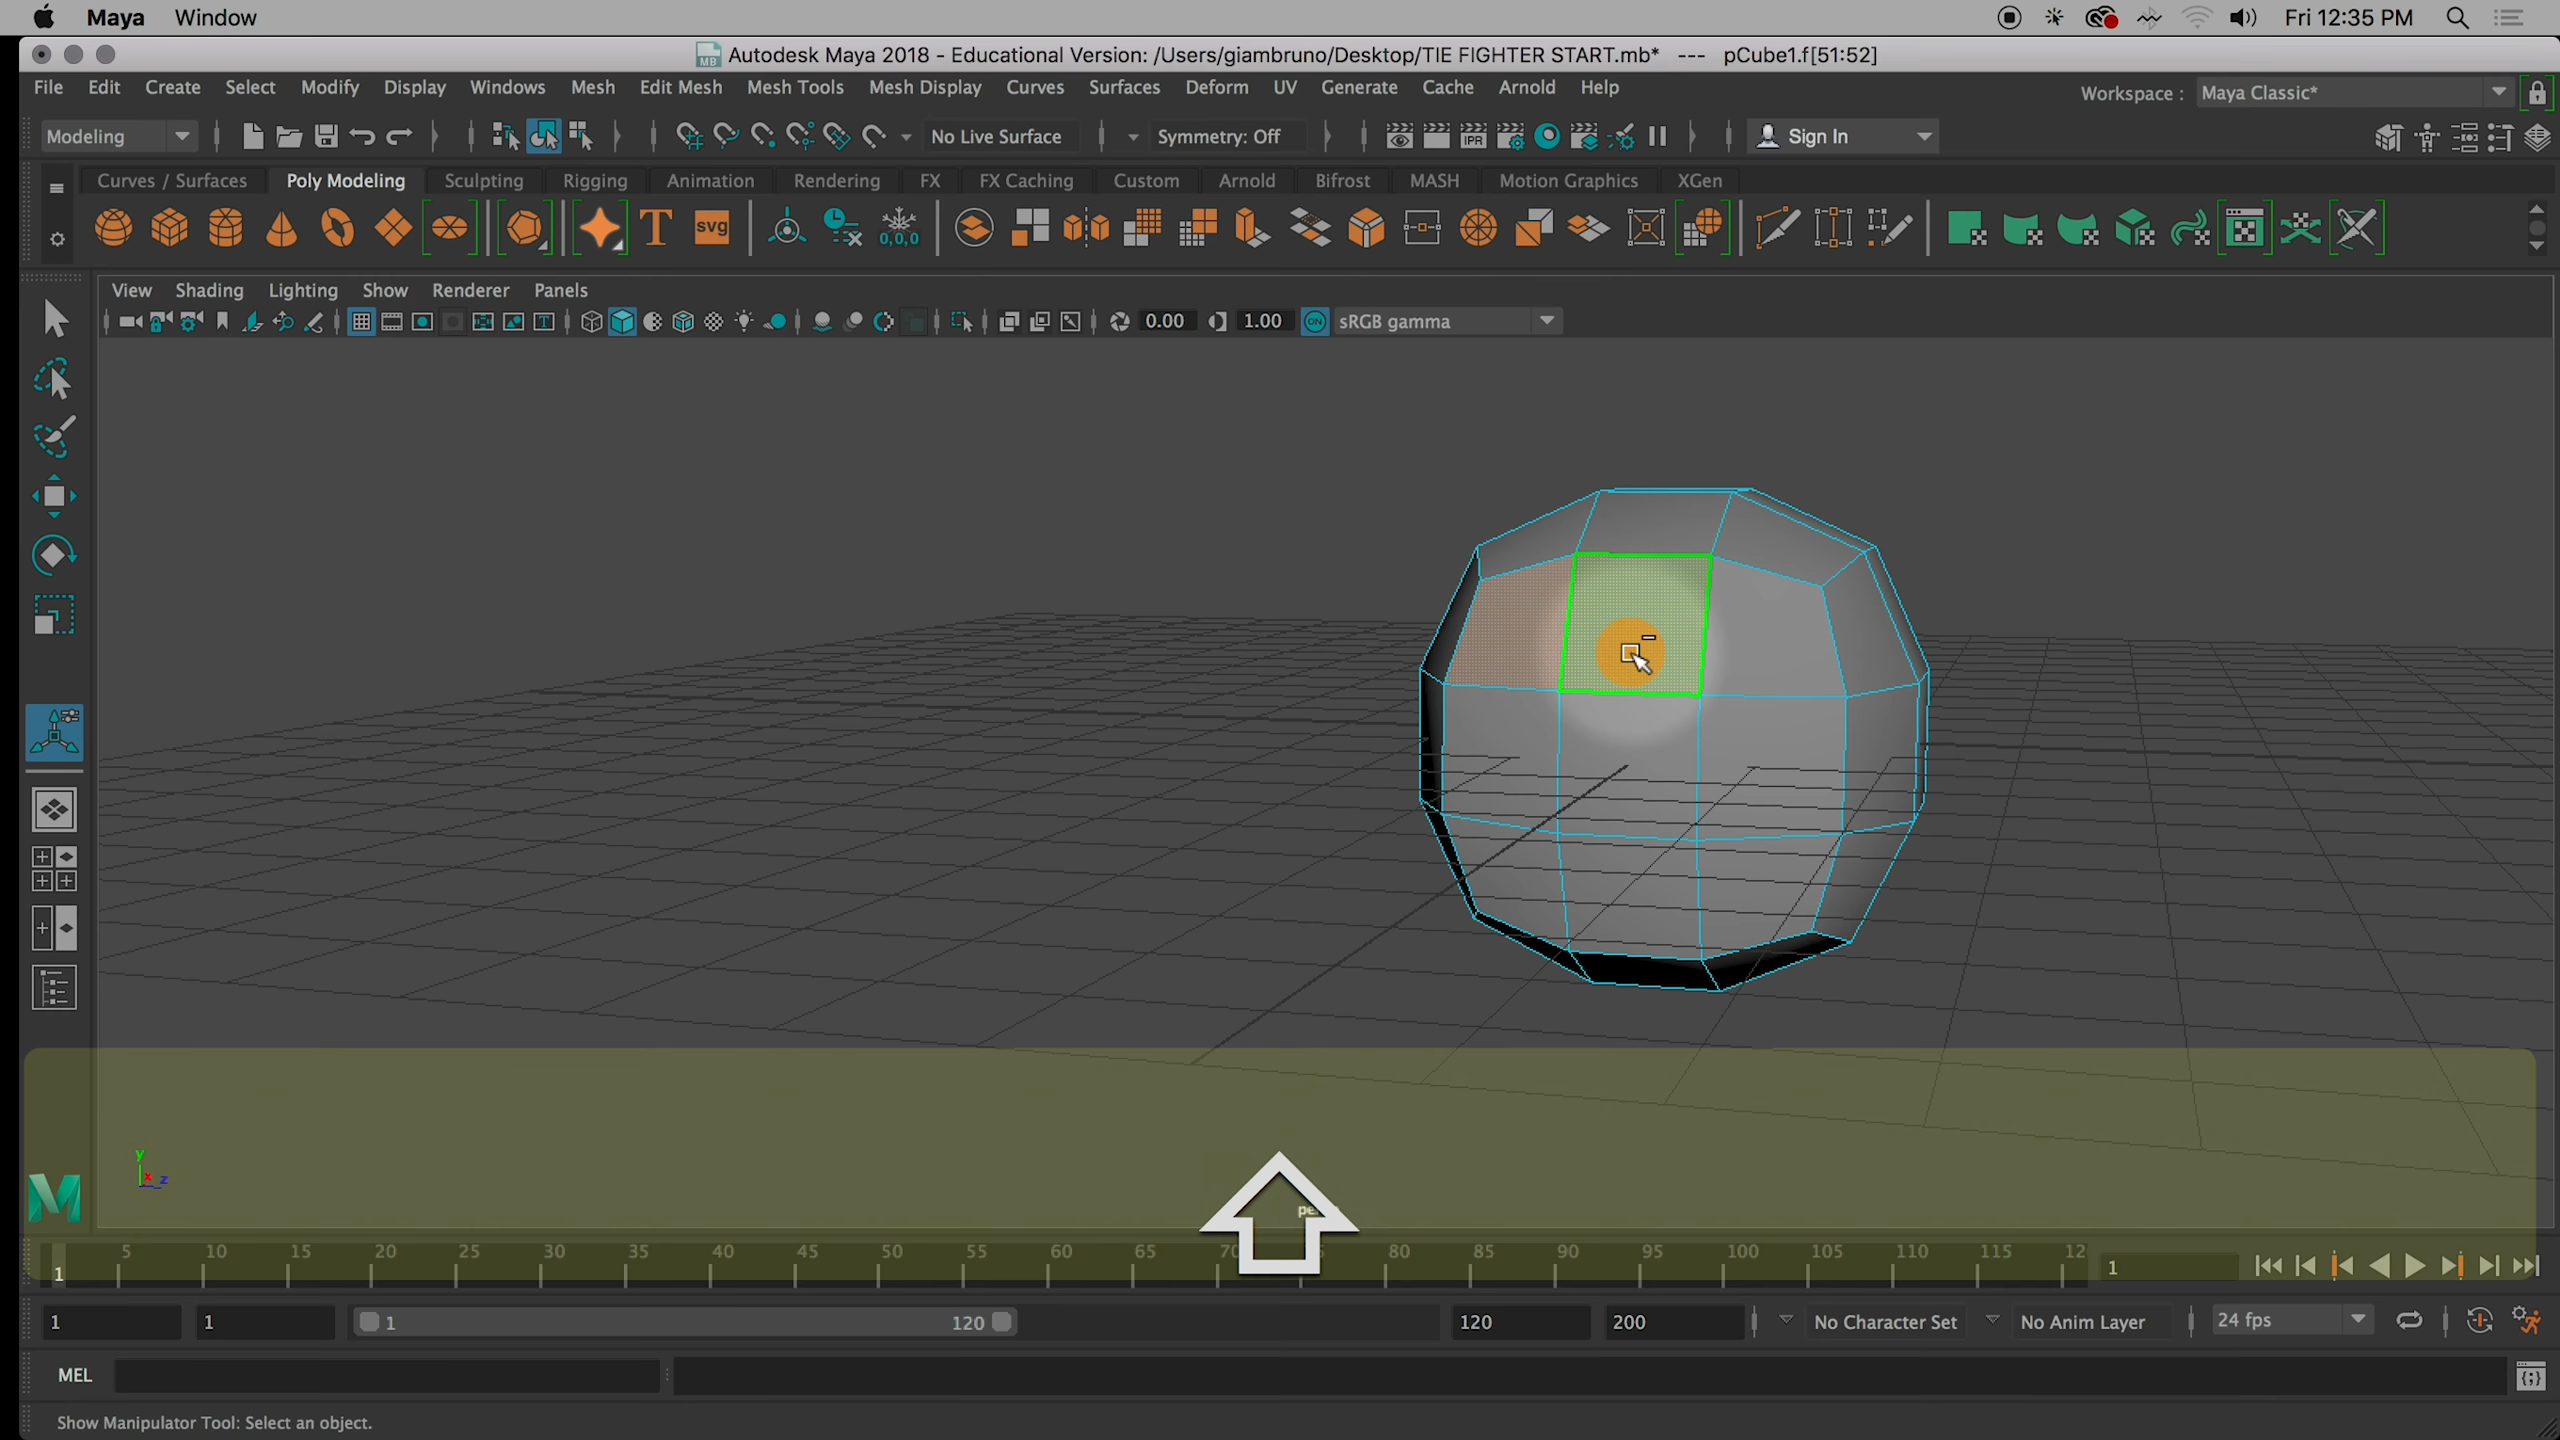 Maya Window Fri 12:35 PM
Autodesk Maya 2018 - Educational Version: /Users/giambruno/Desktop/TIE FIGHTER START.mb* --- pCube1.f[51:52]
File Edit Create Select Modify Display Windows Mesh Edit Mesh Mesh Tools Mesh Display Curves Surfaces Deform UV Generate Cache Arnold Help Workspace : Maya Classic*
Modeling No Live Surface Symmetry: Off IPR Sign In
Curves / Surfaces Poly Modeling Sculpting Rigging Animation Rendering FX FX Caching Custom Arnold Bifrost MASH Motion Graphics XGen
T svg 0,0,0
View Shading Lighting Show Renderer Panels
0.00 1.00 ON sRGB gamma
y
x z
M
5 10 15 20 25 30 35 40 45 50 55 60 65 70 80 85 90 95 100 105 110 115 12
1 1
1 1 1 120 120 200 No Character Set No Anim Layer 24 fps
MEL
Show Manipulator Tool: Select an object.